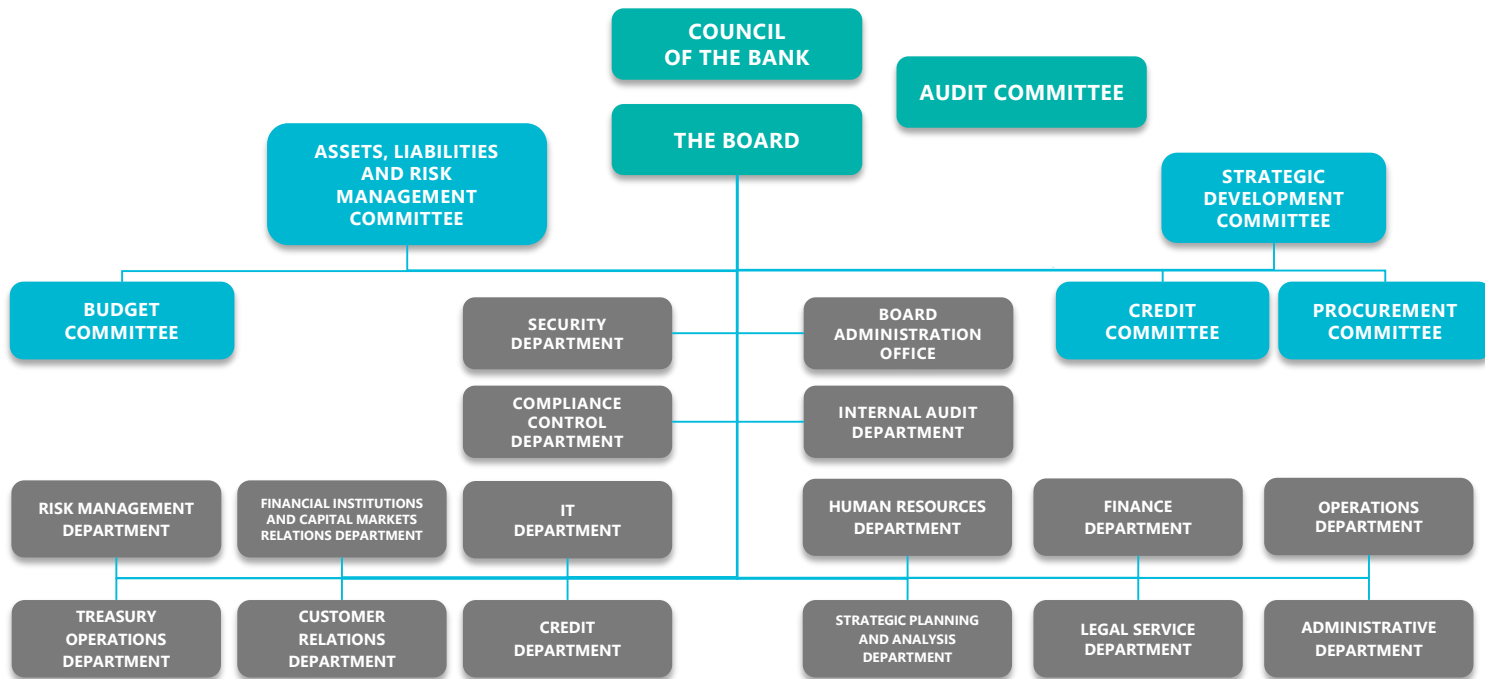 COUNCIL
OF THE BANK
AUDIT COMMITTEE
THE BOARD
ASSETS, LIABILITIES
AND RISK
MANAGEMENT
COMMITTEE
STRATEGIC
DEVELOPMENT
COMMITTEE
BUDGET
COMMITTEE
SECURITY
DEPARTMENT
BOARD
ADMINISTRATION
OFFICE
CREDIT
COMMITTEE
PROCUREMENT
COMMITTEE
COMPLIANCE
CONTROL
DEPARTMENT
INTERNAL AUDIT
DEPARTMENT
RISK MANAGEMENT
DEPARTMENT
FINANCIAL INSTITUTIONS
AND CAPITAL MARKETS
RELATIONS DEPARTMENT
IT
DEPARTMENT
HUMAN RESOURCES
DEPARTMENT
FINANCE
DEPARTMENT
OPERATIONS
DEPARTMENT
TREASURY
OPERATIONS
DEPARTMENT
CUSTOMER
RELATIONS
DEPARTMENT
CREDIT
DEPARTMENT
STRATEGIC PLANNING
AND ANALYSIS
DEPARTMENT
LEGAL SERVICE
DEPARTMENT
ADMINISTRATIVE
DEPARTMENT